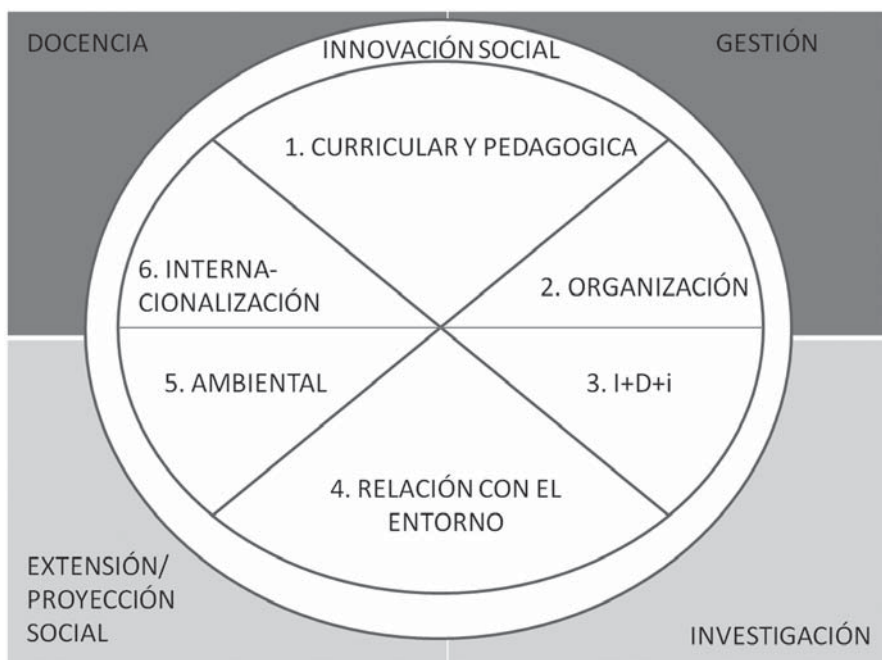 DOCENCIA
INNOVACIÓN SOCIAL
GESTIÓN
1. CURRICULAR Y PEDAGOGICA
6. INTERNA-
CIONALIZACIÓN
2. ORGANIZACIÓN
5. AMBIENTAL
3. I+D+i
4. RELACIÓN CON EL
ENTORNO
EXTENSIÓN/
PROYECCIÓN
SOCIAL
INVESTIGACIÓN